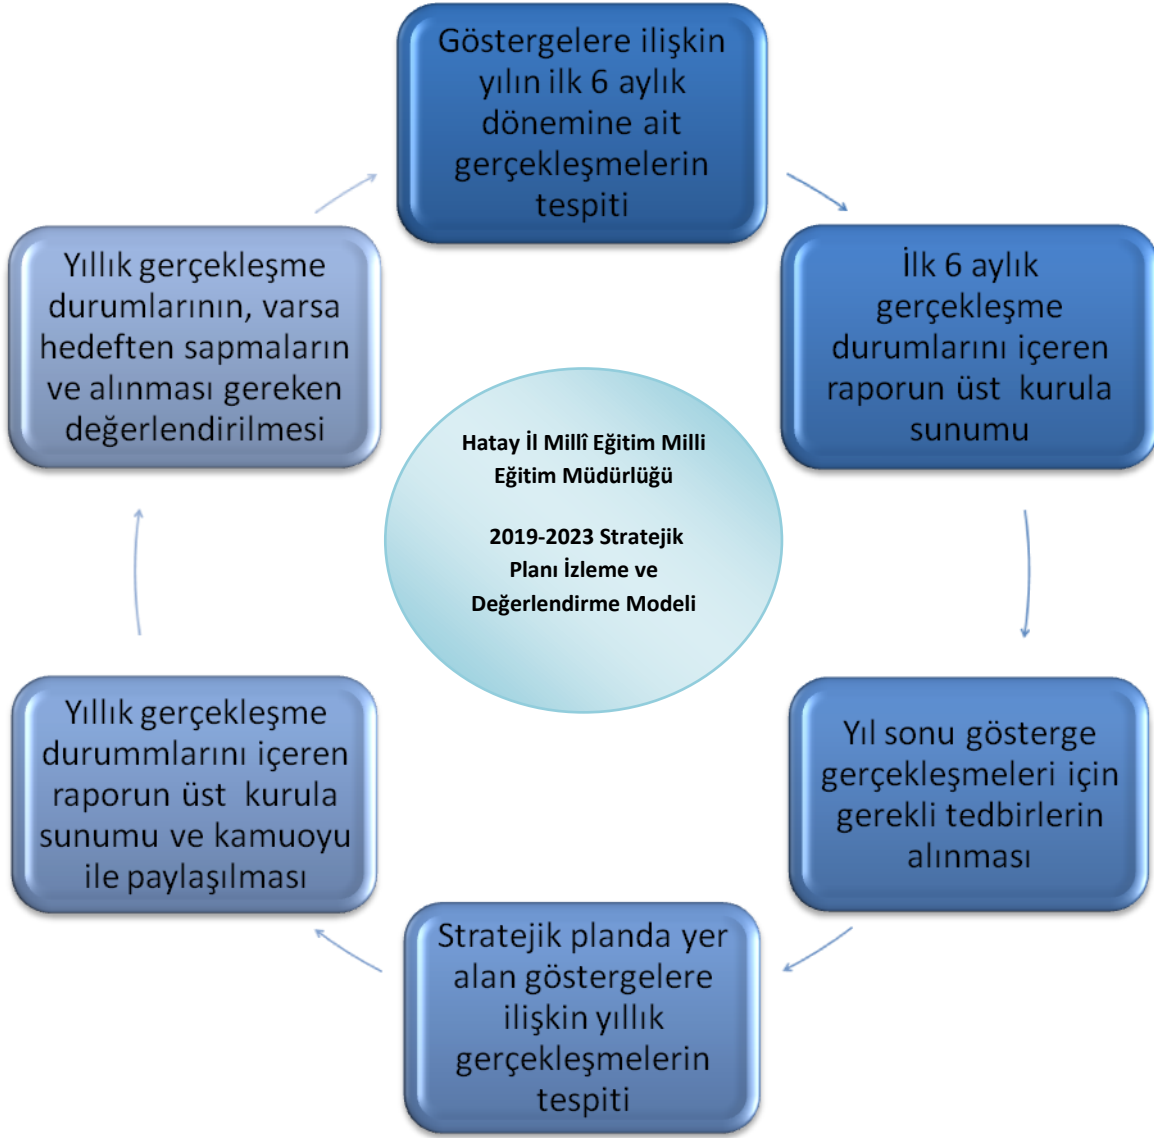 Göstergelere ilişkin
yılın ilk 6 aylık
dönemine ait
gerçekleşmelerin
tespiti
İlk 6 aylık
gerçekleşme
durumlarını içeren
raporun üst kurula
sunumu
Yıl sonu gösterge
gerçekleşmeleri için
gerekli tedbirlerin
alınması
Stratejik planda yer
alan göstergelere
ilişkin yıllık
gerçekleşmelerin
tespiti
Yıllık gerçekleşme
durummlarını içeren
raporun üst kurula
sunumu ve kamuoyu
ile paylaşılması
Yıllık gerçekleşme
durumlarının, varsa
hedeften sapmaların
ve alınması gereken
değerlendirilmesi
Hatay İl Millî Eğitim Milli
Eğitim Müdürlüğü
2019-2023 Stratejik
Planı İzleme ve
Değerlendirme Modeli